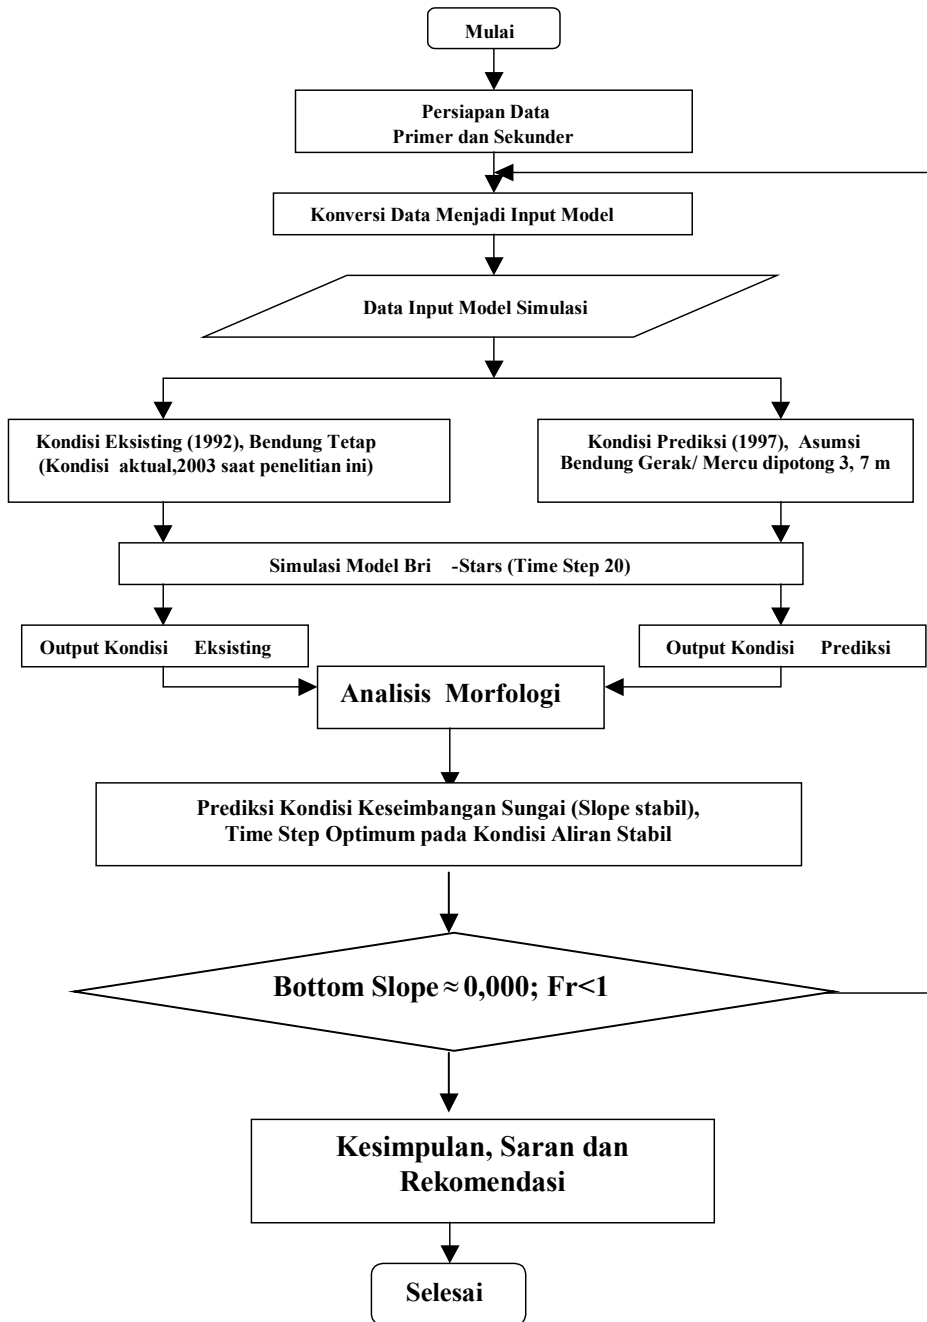 Mulai
Persiapan Data
Primer dan Sekunder
Konversi Data Menjadi Input Model
Data Input Model Simulasi
Kondisi Eksisting (1992), Bendung Tetap
(Kondisi aktual,2003 saat penelitian ini)
Kondisi Prediksi (1997), Asumsi
Bendung Gerak/ Mercu dipotong 3, 7 m
Simulasi Model Bri -Stars (Time Step 20)
Output Kondisi Eksisting
Output Kondisi Prediksi
Analisis Morfologi
Prediksi Kondisi Keseimbangan Sungai (Slope stabil),
Time Step Optimum pada Kondisi Aliran Stabil
Bottom Slope ≈ 0,000; Fr<1
Kesimpulan, Saran dan
Rekomendasi
Selesai